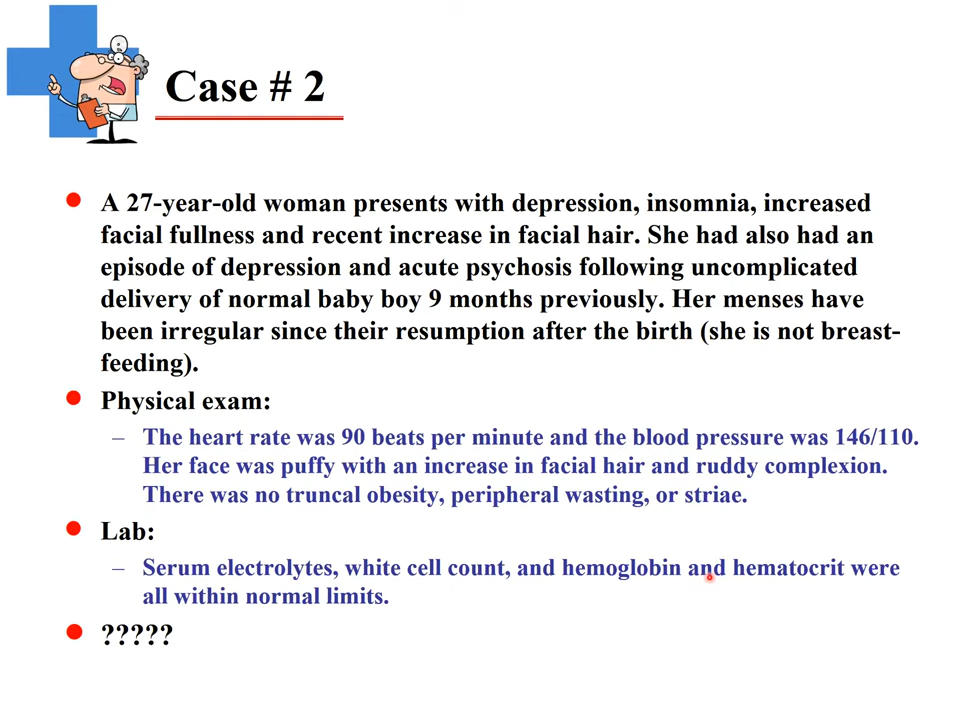 Case # 2
A 27-year-old woman presents with depression, insomnia, increased
facial fullness and recent increase in facial hair. She had also had an
episode of depression and acute psychosis following uncomplicated
delivery of normal baby boy 9 months previously. Her menses have
been irregular since their resumption after the birth (she is not breast-
feeding).
Physical exam:
– The heart rate was 90 beats per minute and the blood pressure was 146/110.
Her face was puffy with an increase in facial hair and ruddy complexion.
There was no truncal obesity, peripheral wasting, or striae.
Lab:
– Serum electrolytes, white cell count, and hemoglobin and hematocrit were
all within normal limits.
?????